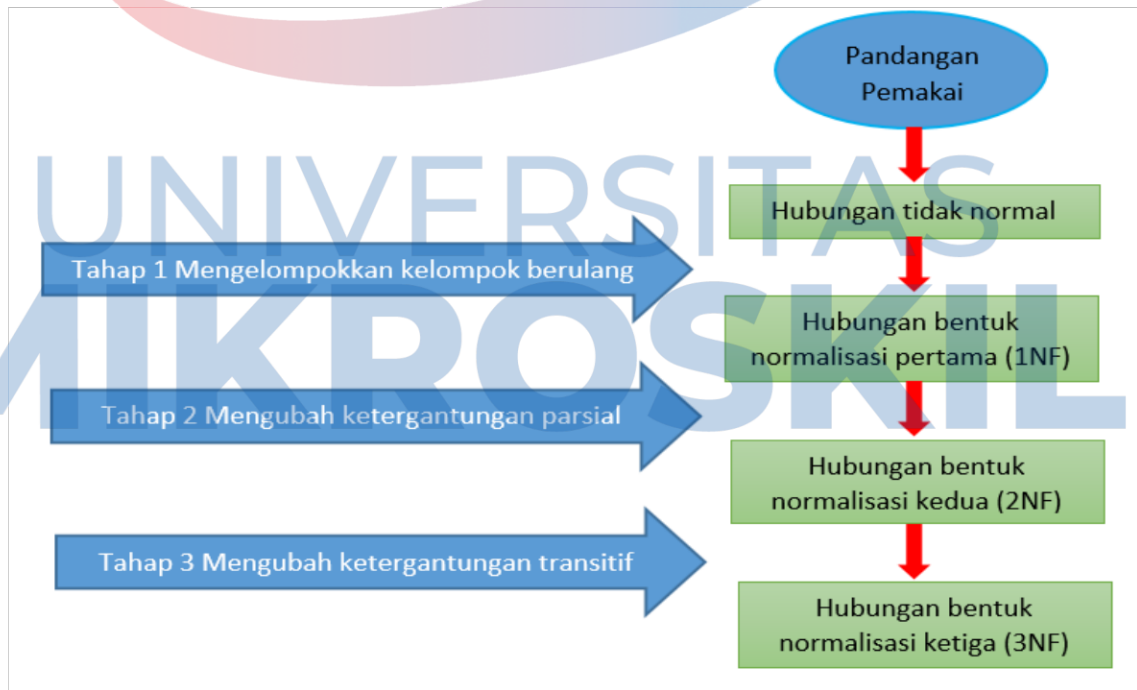 Pandangan
Pemakai
UNIVERSITAS
MIKROSKIL
Hubungan tidak normal
Tahap 1 Mengelompokkan kelompok berulang
Hubungan bentuk
normalisasi pertama (1NF)
Tahap 2 Mengubah ketergantungan parsial
Hubungan bentuk
normalisasi kedua (2NF)
Tahap 3 Mengubah ketergantungan transitif
Hubungan bentuk
normalisasi ketiga (3NF)